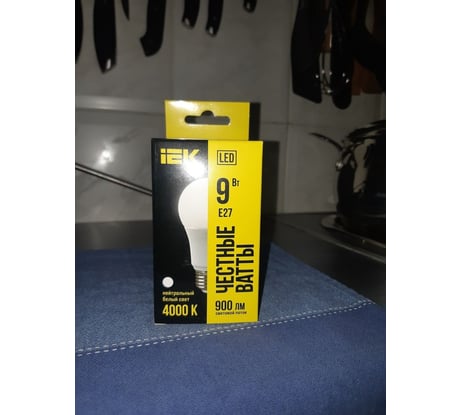 IEK
LED
9 Вт
E27
ЧЕСТНЫЕ
ВАТТЫ
нейтральный
белый свет
4000 K
900 лм
световой поток